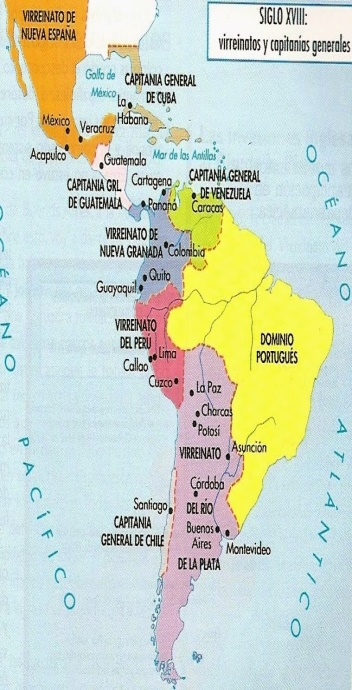 VIRREINATO DE
NUEVA ESPAÑA
SIGLO XVIII:
virreinatos y capitanías generales
Golfo de
México
CAPITANIA GENERAL
DE CUBA
La
Habana
México
Veracruz
Acapulco
Guatemala
Mar de las Antillas
CAPITANIA GRL.
DE GUATEMALA
Cartagena
CAPITANÍA GENERAL
DE VENEZUELA
Panamá
Caracas
VIRREINATO DE
NUEVA GRANADA
Colombia
Quito
Guayaquil
VIRREINATO
DEL PERÚ
Lima
Callao
Cuzco
DOMINIO
PORTUGUÉS
La Paz
Charcas
Potosí
VIRREINATO
Asunción
Córdoba
DEL RÍO
Santiago
CAPITANIA
GENERAL DE CHILE
Buenos
Aires
Montevideo
DE LA PLATA
OCÉANO
PACÍFICO
OCÉANO
ATLÁNTICO